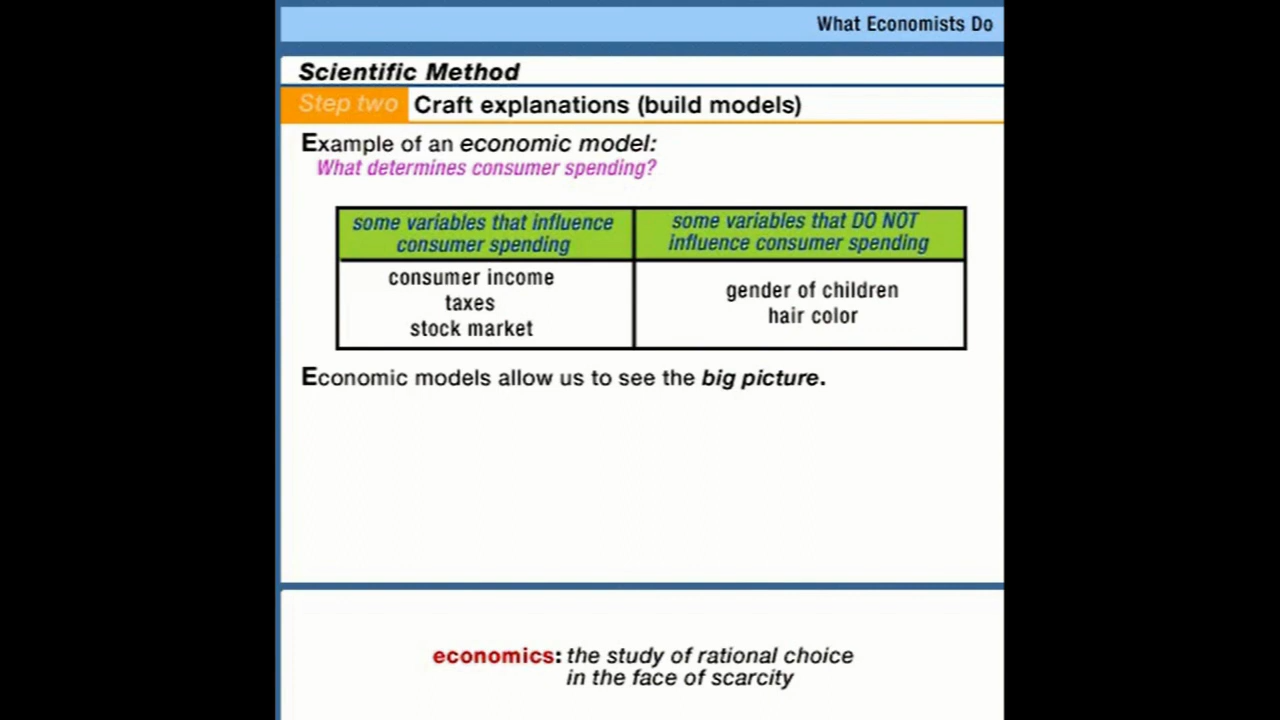 What Economists Do
Scientific Method
Step two Craft explanations (build models)
Example of an economic model:
What determines consumer spending?
some variables that influence
consumer spending
some variables that DO NOT
influence consumer spending
consumer income
taxes
stock market
gender of children
hair color
Economic models allow us to see the big picture.
economics: the study of rational choice
in the face of scarcity